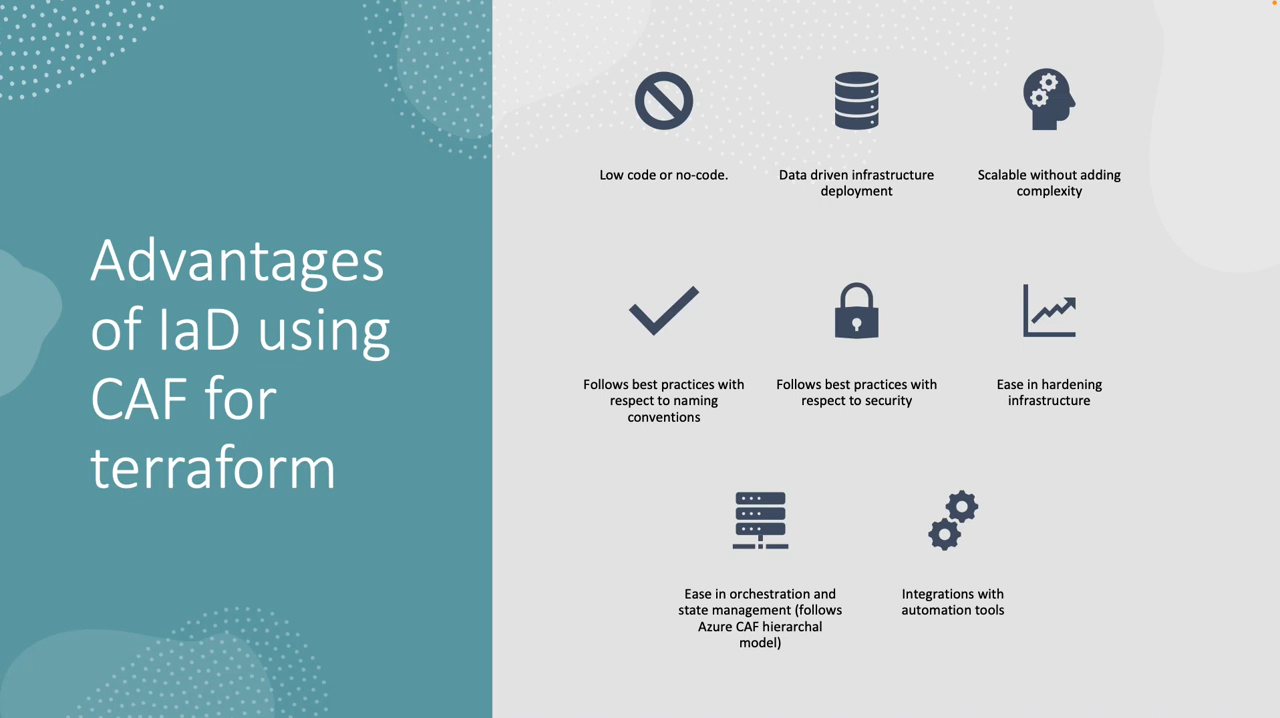 Advantages
of IaD using
CAF for
terraform
Low code or no-code.
Data driven infrastructure
deployment
Scalable without adding
complexity
Follows best practices with
respect to naming
conventions
Follows best practices with
respect to security
Ease in hardening
infrastructure
Ease in orchestration and
state management (follows
Azure CAF hierarchal
model)
Integrations with
automation tools